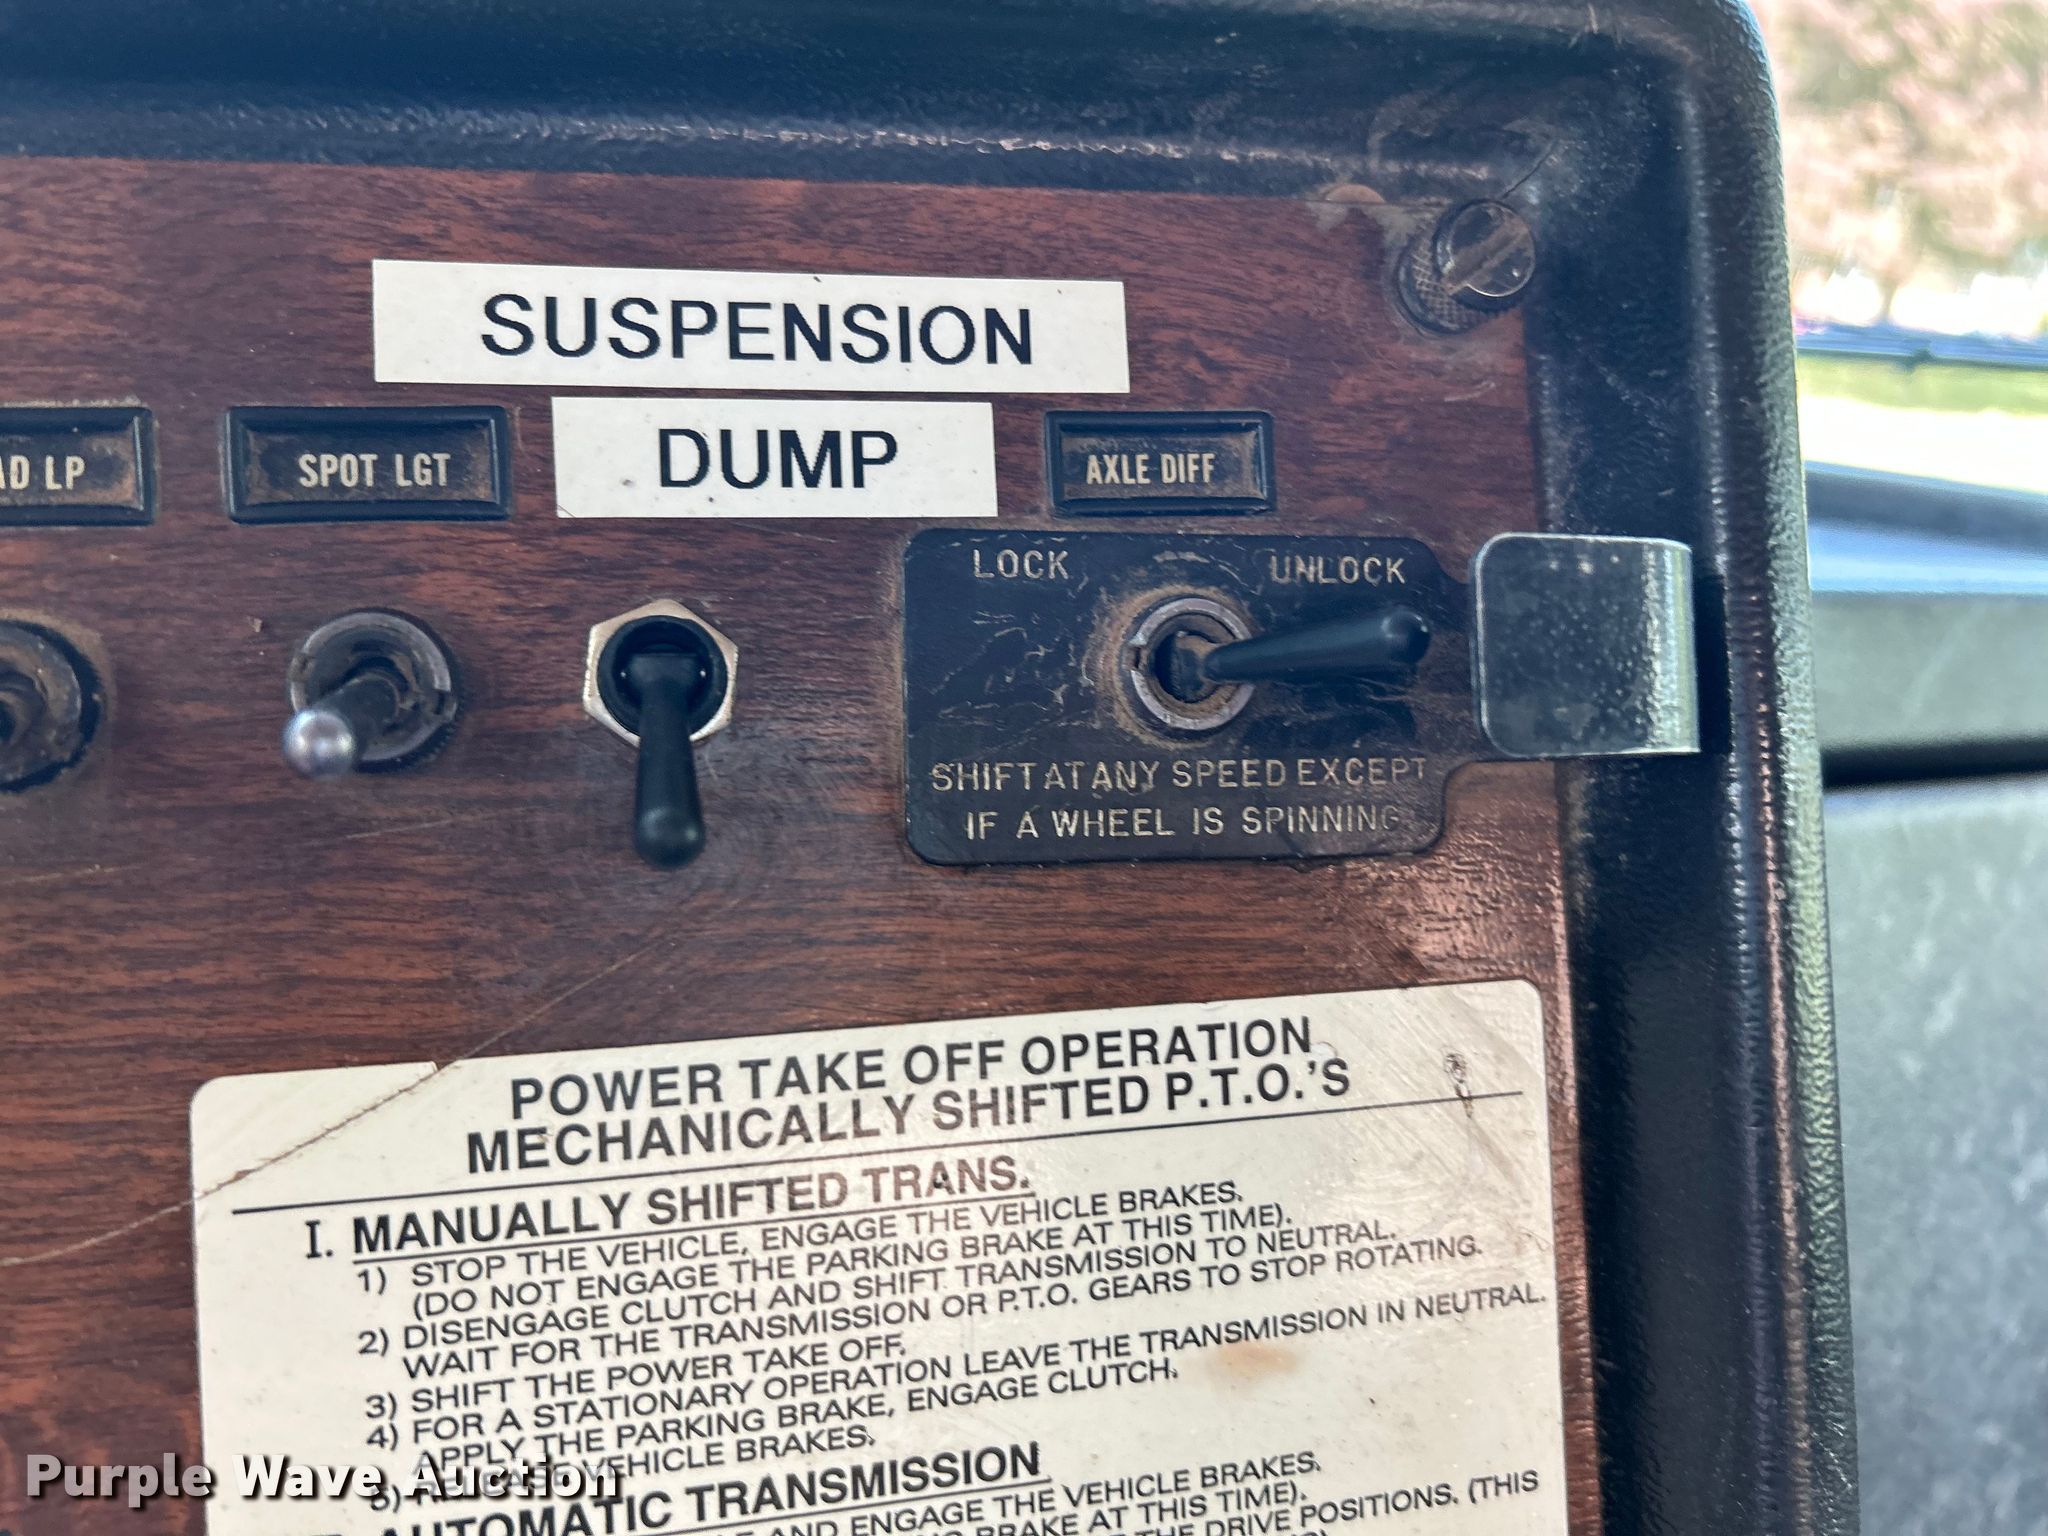 SUSPENSION
DUMP
LP
SPOT LGT
AXLE DIFF
LOCK
UNLOCK
SHIFT AT ANY SPEED EXCEPT
IF A WHEEL IS SPINNING
POWER TAKE OFF OPERATION
MECHANICALLY SHIFTED P.T.O.'S
I. MANUALLY SHIFTED TRANS.
1) STOP THE VEHICLE, ENGAGE THE VEHICLE BRAKES.
(DO NOT ENGAGE THE PARKING BRAKE AT THIS TIME).
2) DISENGAGE CLUTCH AND SHIFT TRANSMISSION TO NEUTRAL.
WAIT FOR THE TRANSMISSION OR P.T.O. GEARS TO STOP ROTATING.
3) SHIFT THE POWER TAKE OFF.
4) FOR A STATIONARY OPERATION LEAVE THE TRANSMISSION IN NEUTRAL.
APPLY THE PARKING BRAKE, ENGAGE CLUTCH.
5) VEHICLE BRAKES.
AUTOMATIC TRANSMISSION
AND ENGAGE THE VEHICLE BRAKES.
BRAKE AT THIS TIME).
THE DRIVE POSITIONS. (THIS
Purple Wave Auction